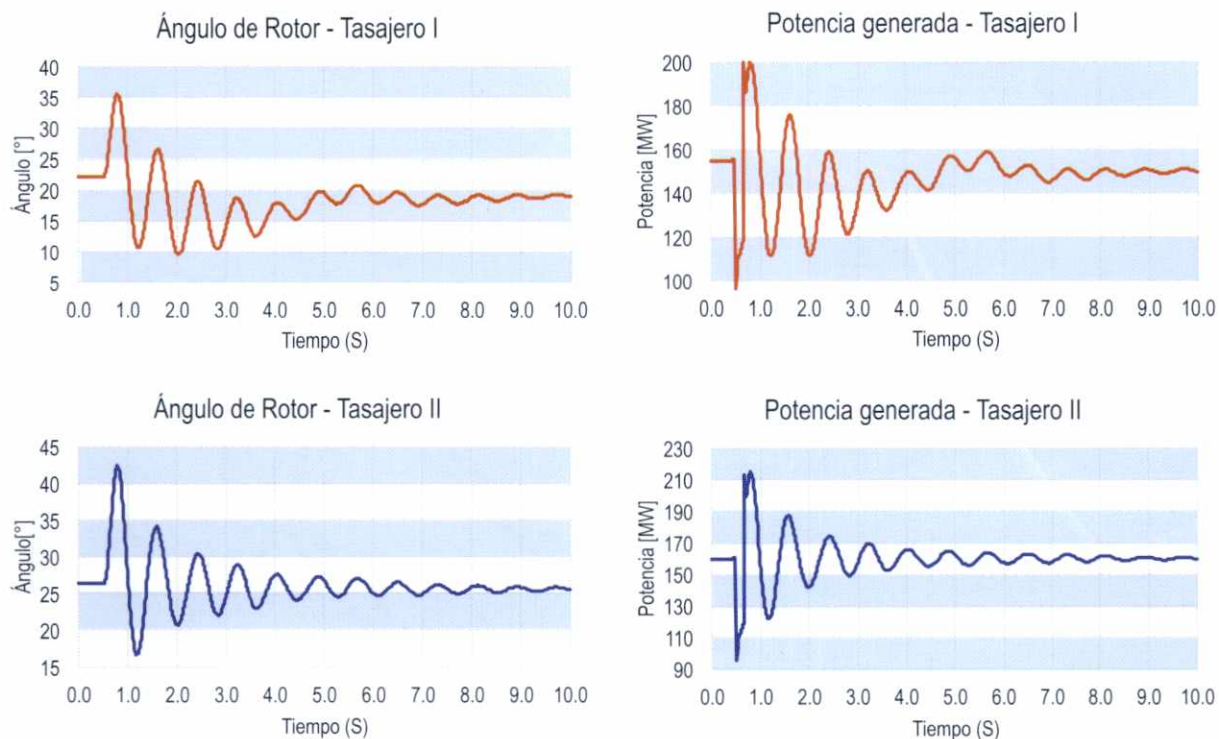 Ángulo de Rotor - Tasajero I
Ángulo [°]
40
35
30
25
20
15
10
5
0.0 1.0 2.0 3.0 4.0 5.0 6.0 7.0 8.0 9.0 10.0
Tiempo (S)
Potencia generada - Tasajero I
Potencia [MW]
200
180
160
140
120
100
0.0 1.0 2.0 3.0 4.0 5.0 6.0 7.0 8.0 9.0 10.0
Tiempo (S)
Ángulo de Rotor - Tasajero II
Ángulo[°]
45
40
35
30
25
20
15
0.0 1.0 2.0 3.0 4.0 5.0 6.0 7.0 8.0 9.0 10.0
Tiempo (S)
Potencia generada - Tasajero II
Potencia [MW]
230
210
190
170
150
130
110
90
0.0 1.0 2.0 3.0 4.0 5.0 6.0 7.0 8.0 9.0 10.0
Tiempo (S)